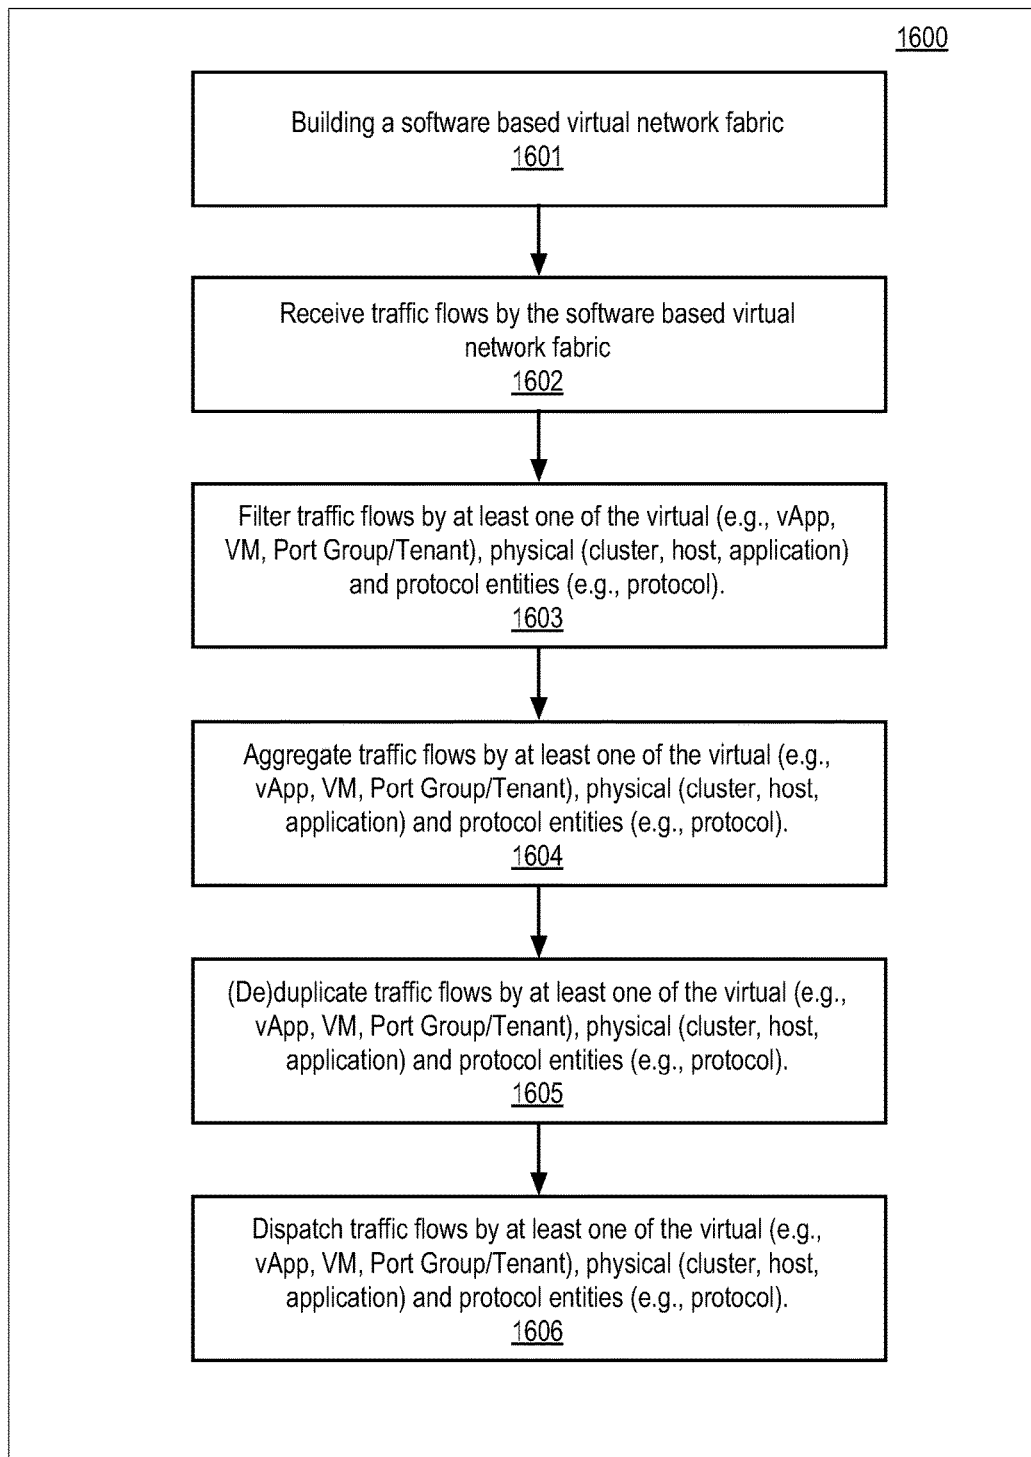 1600
Building a software based virtual network fabric
1601
Receive traffic flows by the software based virtual
network fabric
1602
Filter traffic flows by at least one of the virtual (e.g., vApp,
VM, Port Group/Tenant), physical (cluster, host, application)
and protocol entities (e.g., protocol).
1603
Aggregate traffic flows by at least one of the virtual (e.g.,
vApp, VM, Port Group/Tenant), physical (cluster, host,
application) and protocol entities (e.g., protocol).
1604
(De)duplicate traffic flows by at least one of the virtual (e.g.,
vApp, VM, Port Group/Tenant), physical (cluster, host,
application) and protocol entities (e.g., protocol).
1605
Dispatch traffic flows by at least one of the virtual (e.g.,
vApp, VM, Port Group/Tenant), physical (cluster, host,
application) and protocol entities (e.g., protocol).
1606